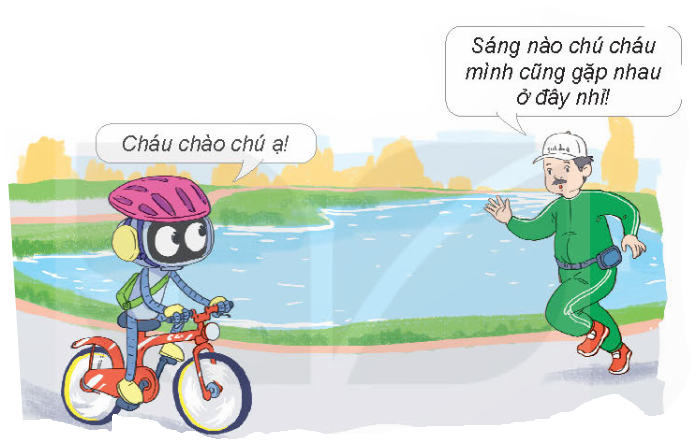 Cháu chào chú ạ!
Sáng nào chú cháu
mình cũng gặp nhau
ở đây nhỉ!